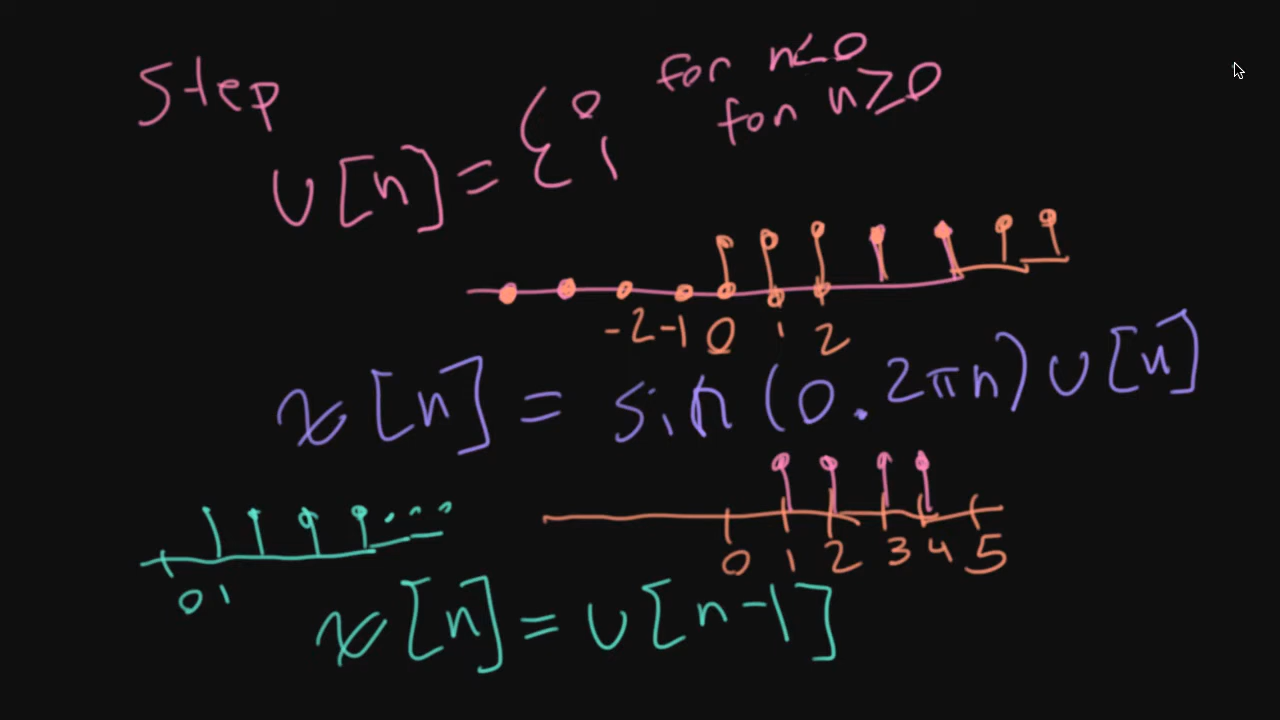 Step
for n<0
for n≥0
u[n] = { 0 1
-2 -1 0 1 2
x[n] = sin(0.2πn) u[n]
0 1 2 3 4 5
0 1
x[n] = u[n-1]